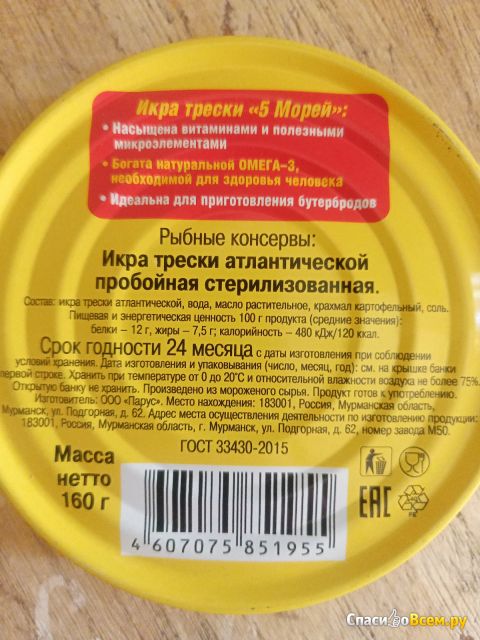 Икра трески «5 Морей»:
• Насыщена витаминами и полезными
микроэлементами
• Богата натуральной ОМЕГА–3,
необходимой для здоровья человека
• Идеальна для приготовления бутербродов
Рыбные консервы:
Икра трески атлантической
пробойная стерилизованная.
Состав: икра трески атлантической, вода, масло растительное, крахмал картофельный, соль.
Пищевая и энергетическая ценность 100 г продукта (средние значения):
белки – 12 г, жиры – 7,5 г; калорийность – 480 кДж/120 ккал.
Срок годности 24 месяца с даты изготовления при соблюдении
условий хранения. Дата изготовления и упаковывания (число, месяц, год): см. на крышке банки
первой строке. Хранить при температуре от 0 до 20°С и относительной влажности воздуха не более 75%.
Открытую банку не хранить. Произведено из мороженого сырья. Продукт готов к употреблению.
Изготовитель: ООО «Парус». Место нахождения: 183001, Россия, Мурманская область,
Мурманск, ул. Подгорная, д. 62. Адрес места осуществления деятельности по изготовлению продукции:
183001, Россия, Мурманская область, г. Мурманск, ул. Подгорная, д. 62, номер завода М50.
ГОСТ 33430-2015
Масса
нетто
160 г
4 607075 851955
EAC
СпасибоВсем.ру